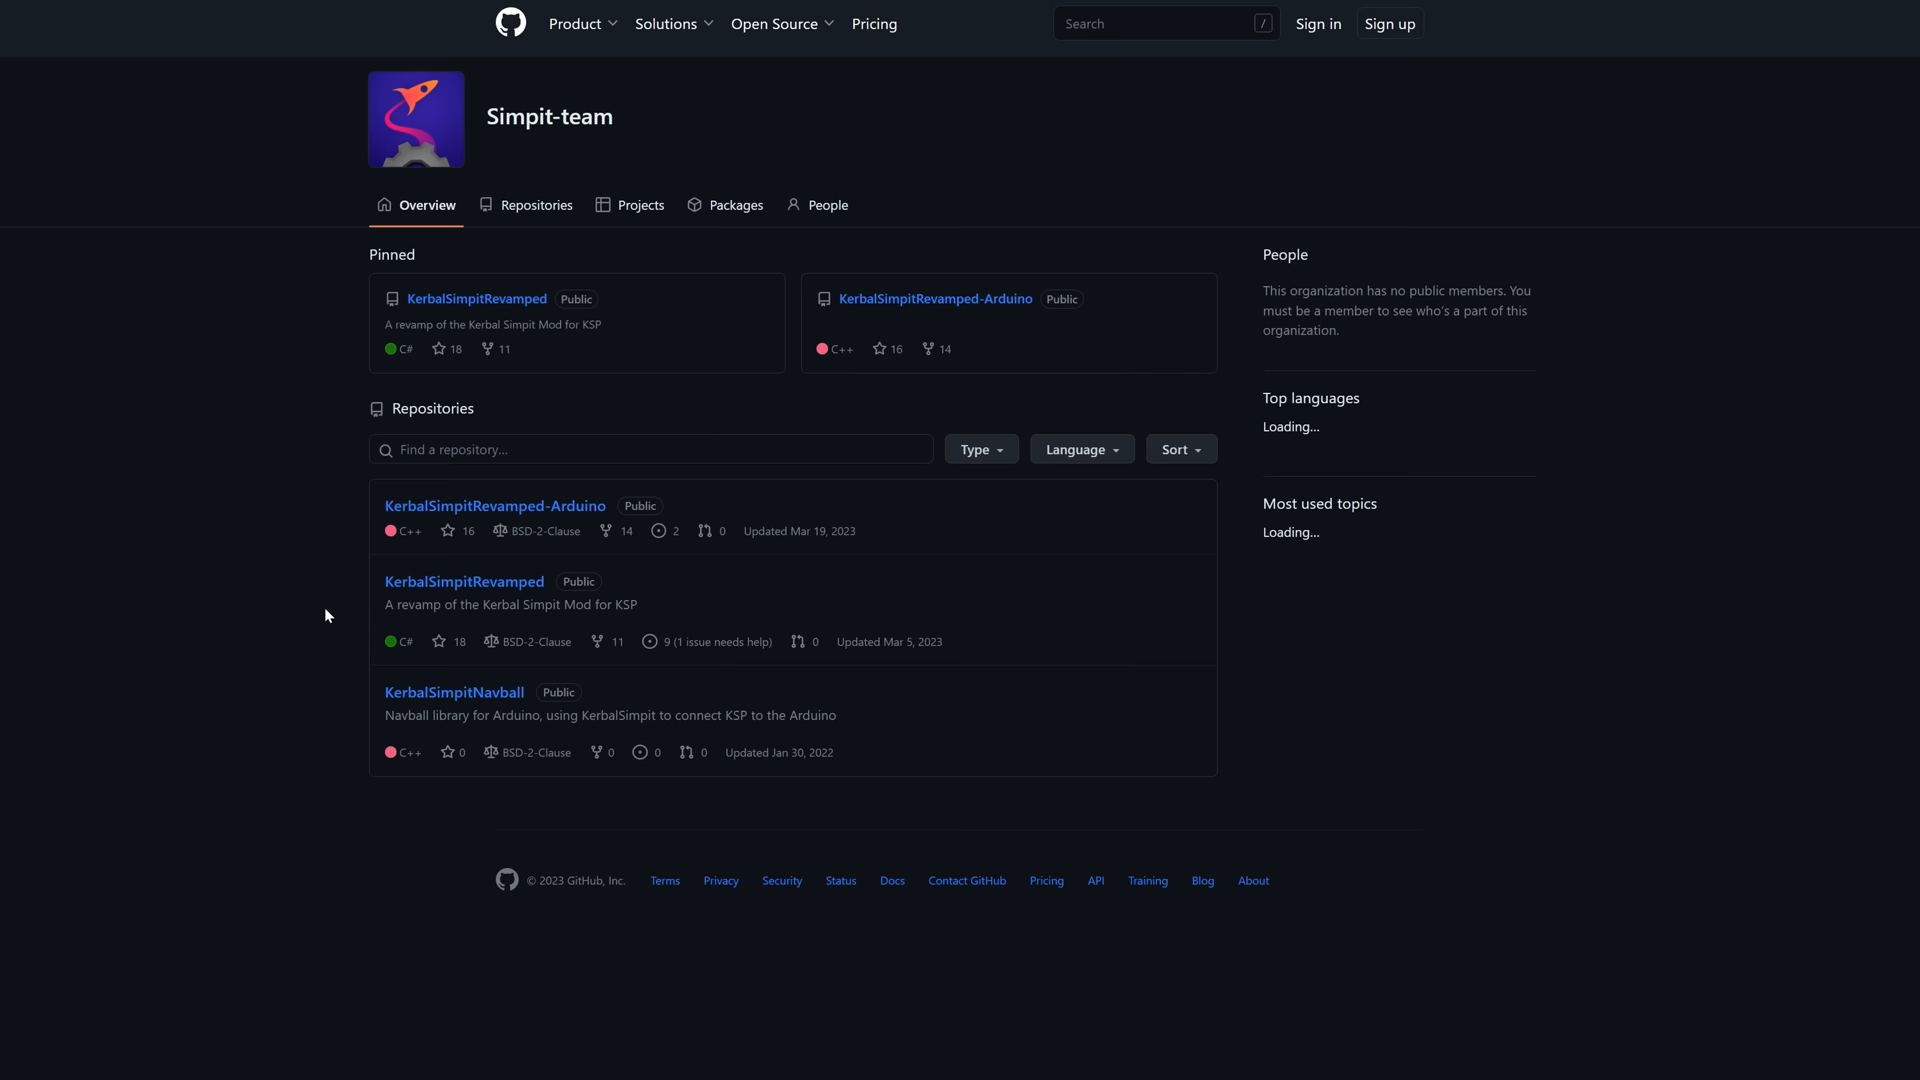 Product Solutions Open Source Pricing Search / Sign in Sign up
Simpit-team
Overview Repositories Projects Packages People
Pinned
KerbalSimpitRevamped Public
A revamp of the Kerbal Simpit Mod for KSP
C# 18 11
KerbalSimpitRevamped-Arduino Public
C++ 16 14
Repositories
Find a repository...
Type Language Sort
KerbalSimpitRevamped-Arduino Public
C++ 16 BSD-2-Clause 14 2 0 Updated Mar 19, 2023
KerbalSimpitRevamped Public
A revamp of the Kerbal Simpit Mod for KSP
C# 18 BSD-2-Clause 11 9 (1 issue needs help) 0 Updated Mar 5, 2023
KerbalSimpitNavball Public
Navball library for Arduino, using KerbalSimpit to connect KSP to the Arduino
C++ 0 BSD-2-Clause 0 0 0 Updated Jan 30, 2022
People
This organization has no public members. You
must be a member to see who's a part of this
organization.
Top languages
Loading...
Most used topics
Loading...
© 2023 GitHub, Inc. Terms Privacy Security Status Docs Contact GitHub Pricing API Training Blog About